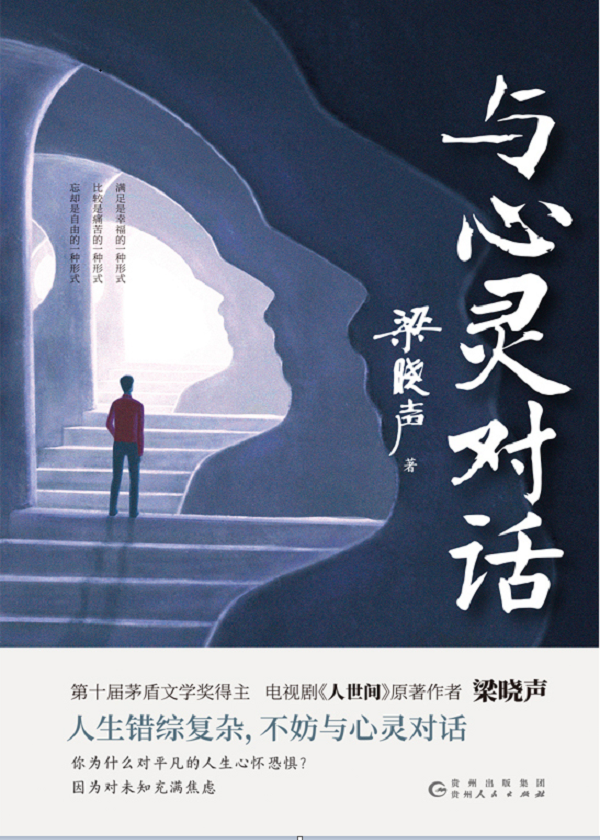 与心灵对话
梁晓声
著
满足是幸福的一种形式
比较是痛苦的一种形式
忘却是自由的一种形式
第十届茅盾文学奖得主 电视剧《人世间》原著作者 梁晓声
人生错综复杂,不妨与心灵对话
你为什么对平凡的人生心怀恐惧?
因为对未知充满焦虑
贵州出版集团
贵州人民出版社